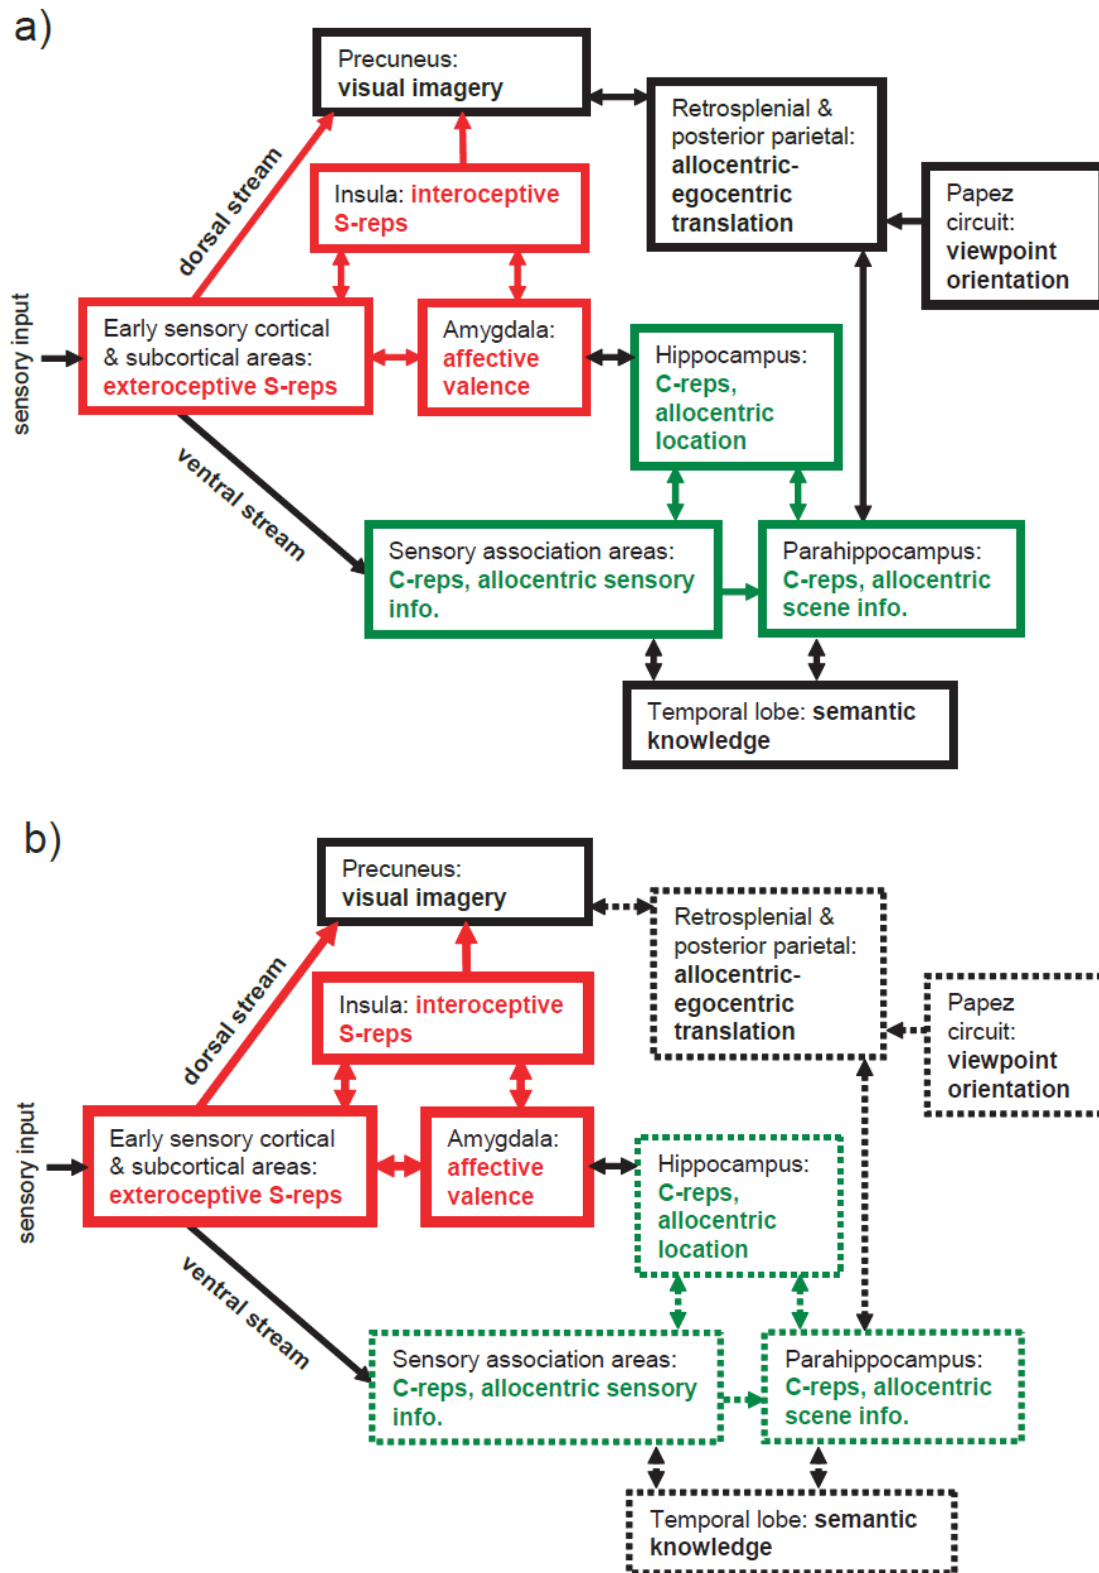 a)
Precuneus:
visual imagery
Retrosplenial &
posterior parietal:
allocentric-
egocentric
translation
Papez
circuit:
viewpoint
orientation
dorsal stream
Insula: interoceptive
S-reps
sensory input
Early sensory cortical
& subcortical areas:
exteroceptive S-reps
Amygdala:
affective
valence
Hippocampus:
C-reps,
allocentric
location
ventral stream
Sensory association areas:
C-reps, allocentric sensory
info.
Parahippocampus:
C-reps, allocentric
scene info.
Temporal lobe: semantic
knowledge
b)
Precuneus:
visual imagery
Retrosplenial &
posterior parietal:
allocentric-
egocentric
translation
Papez
circuit:
viewpoint
orientation
dorsal stream
Insula: interoceptive
S-reps
sensory input
Early sensory cortical
& subcortical areas:
exteroceptive S-reps
Amygdala:
affective
valence
Hippocampus:
C-reps,
allocentric
location
ventral stream
Sensory association areas:
C-reps, allocentric sensory
info.
Parahippocampus:
C-reps, allocentric
scene info.
Temporal lobe: semantic
knowledge